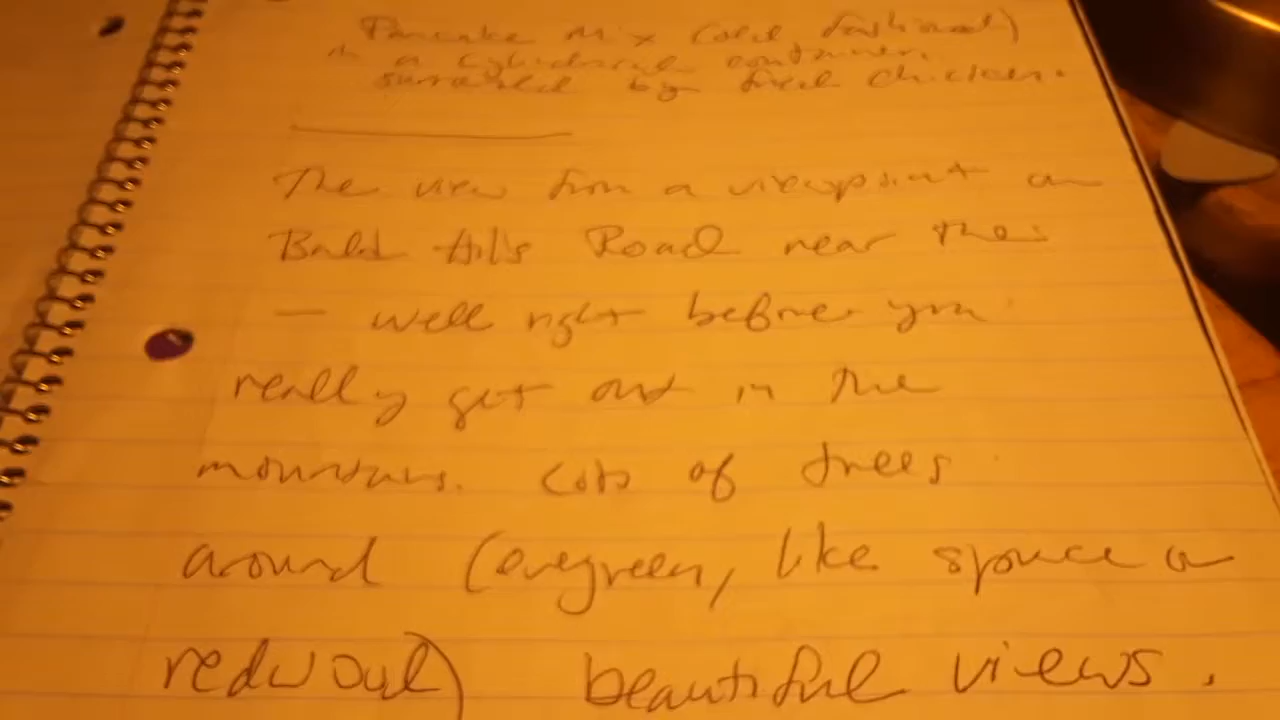 Pancake Mix (old fashioned)
in a cylindrical container.
surrounded by fried chicken.
The view from a viewpoint on
Bald Hills Road near the
— well right before you
really get out in the
mountains. Lots of trees
around (evergreen, like spruce or
redwood) beautiful views.